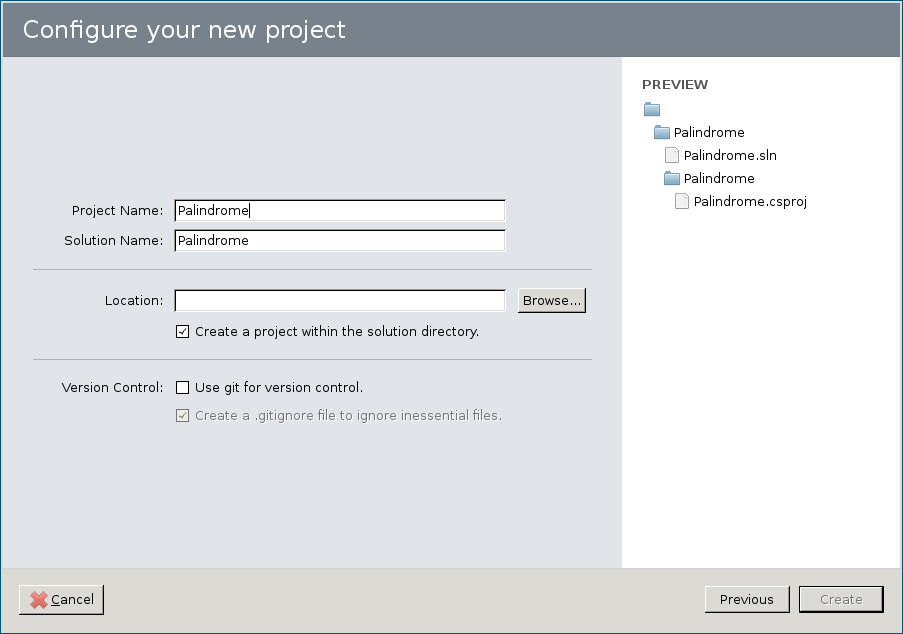 Configure your new project
PREVIEW
Palindrome
Palindrome.sln
Palindrome
Palindrome.csproj
Project Name: Palindrome
Solution Name: Palindrome
Location: Browse...
Create a project within the solution directory.
Version Control: Use git for version control.
Create a .gitignore file to ignore inessential files.
Cancel Previous Create